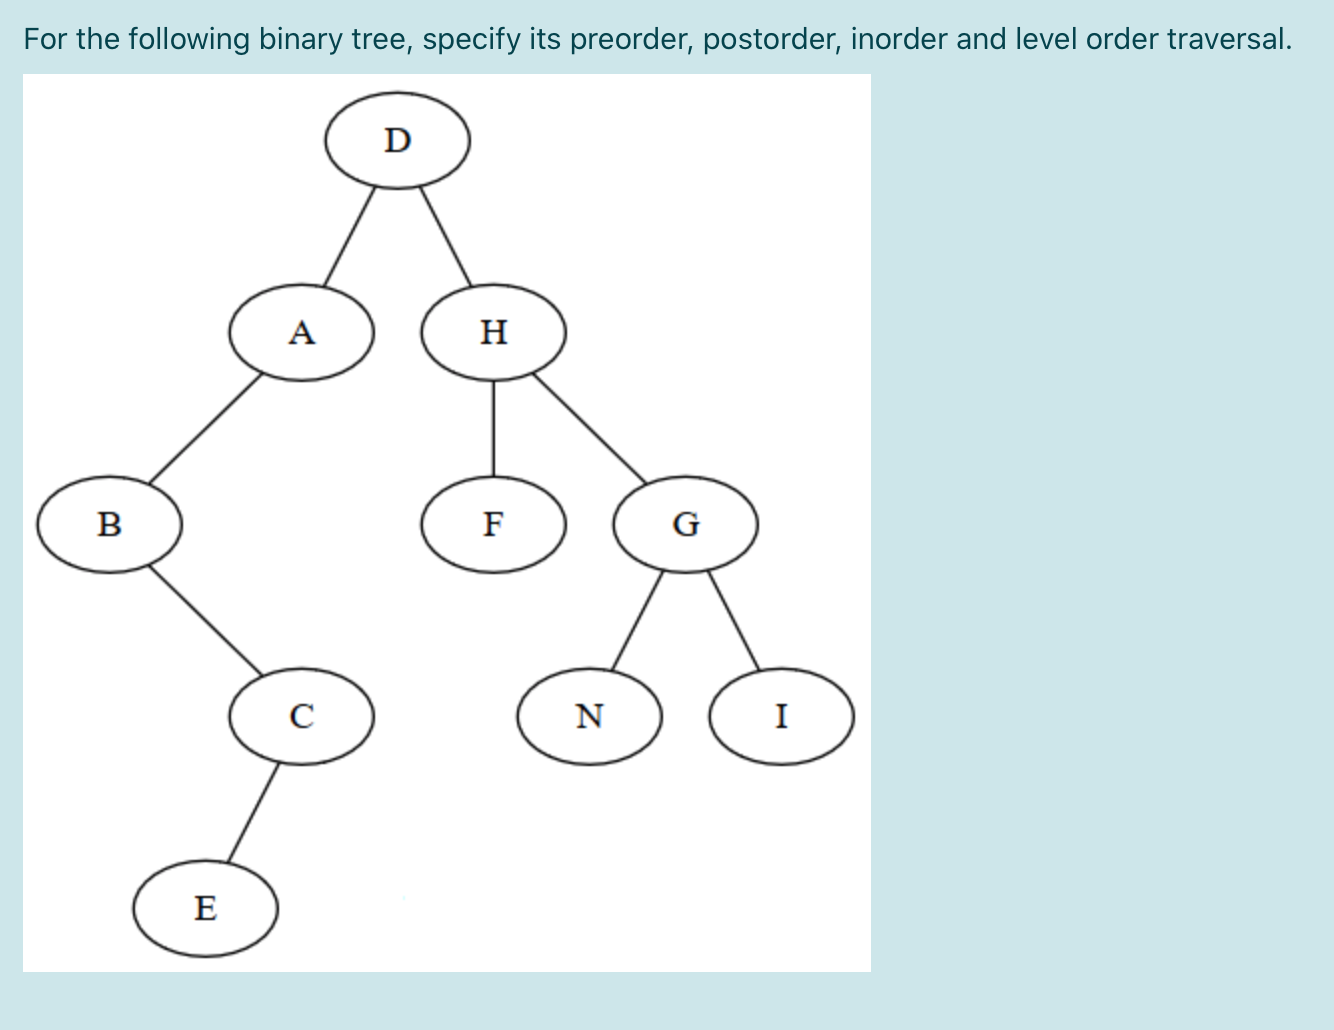 For the following binary tree, specify its preorder, postorder, inorder and level order traversal.
D
A H
B F G
C N I
E